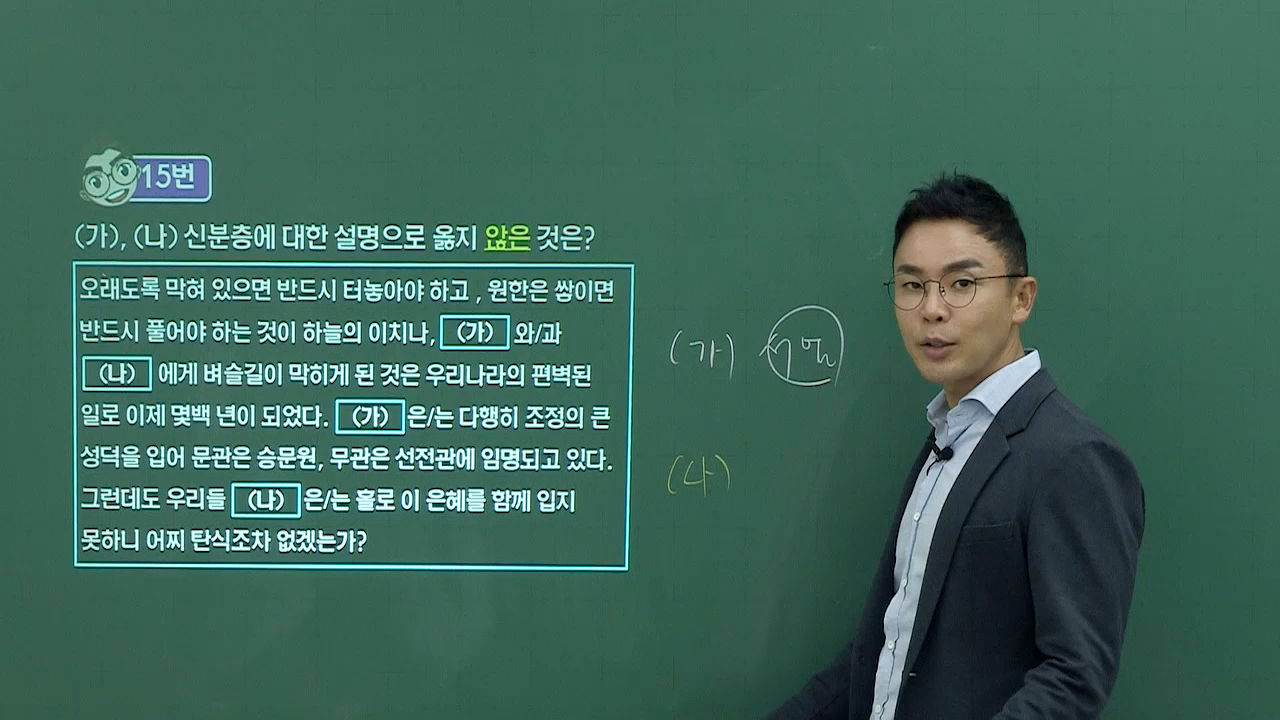 15번
(가), (나) 신분층에 대한 설명으로 옳지 않은 것은?
오래도록 막혀 있으면 반드시 터놓아야 하고 , 원한은 쌓이면
반드시 풀어야 하는 것이 하늘의 이치나, (가) 와/과
(나) 에게 벼슬길이 막히게 된 것은 우리나라의 편벽된
일로 이제 몇백 년이 되었다. (가) 은/는 다행히 조정의 큰
성덕을 입어 문관은 승문원, 무관은 선전관에 임명되고 있다.
그런데도 우리들 (나) 은/는 홀로 이 은혜를 함께 입지
못하니 어찌 탄식조차 없겠는가?
(가) 서얼
(나)